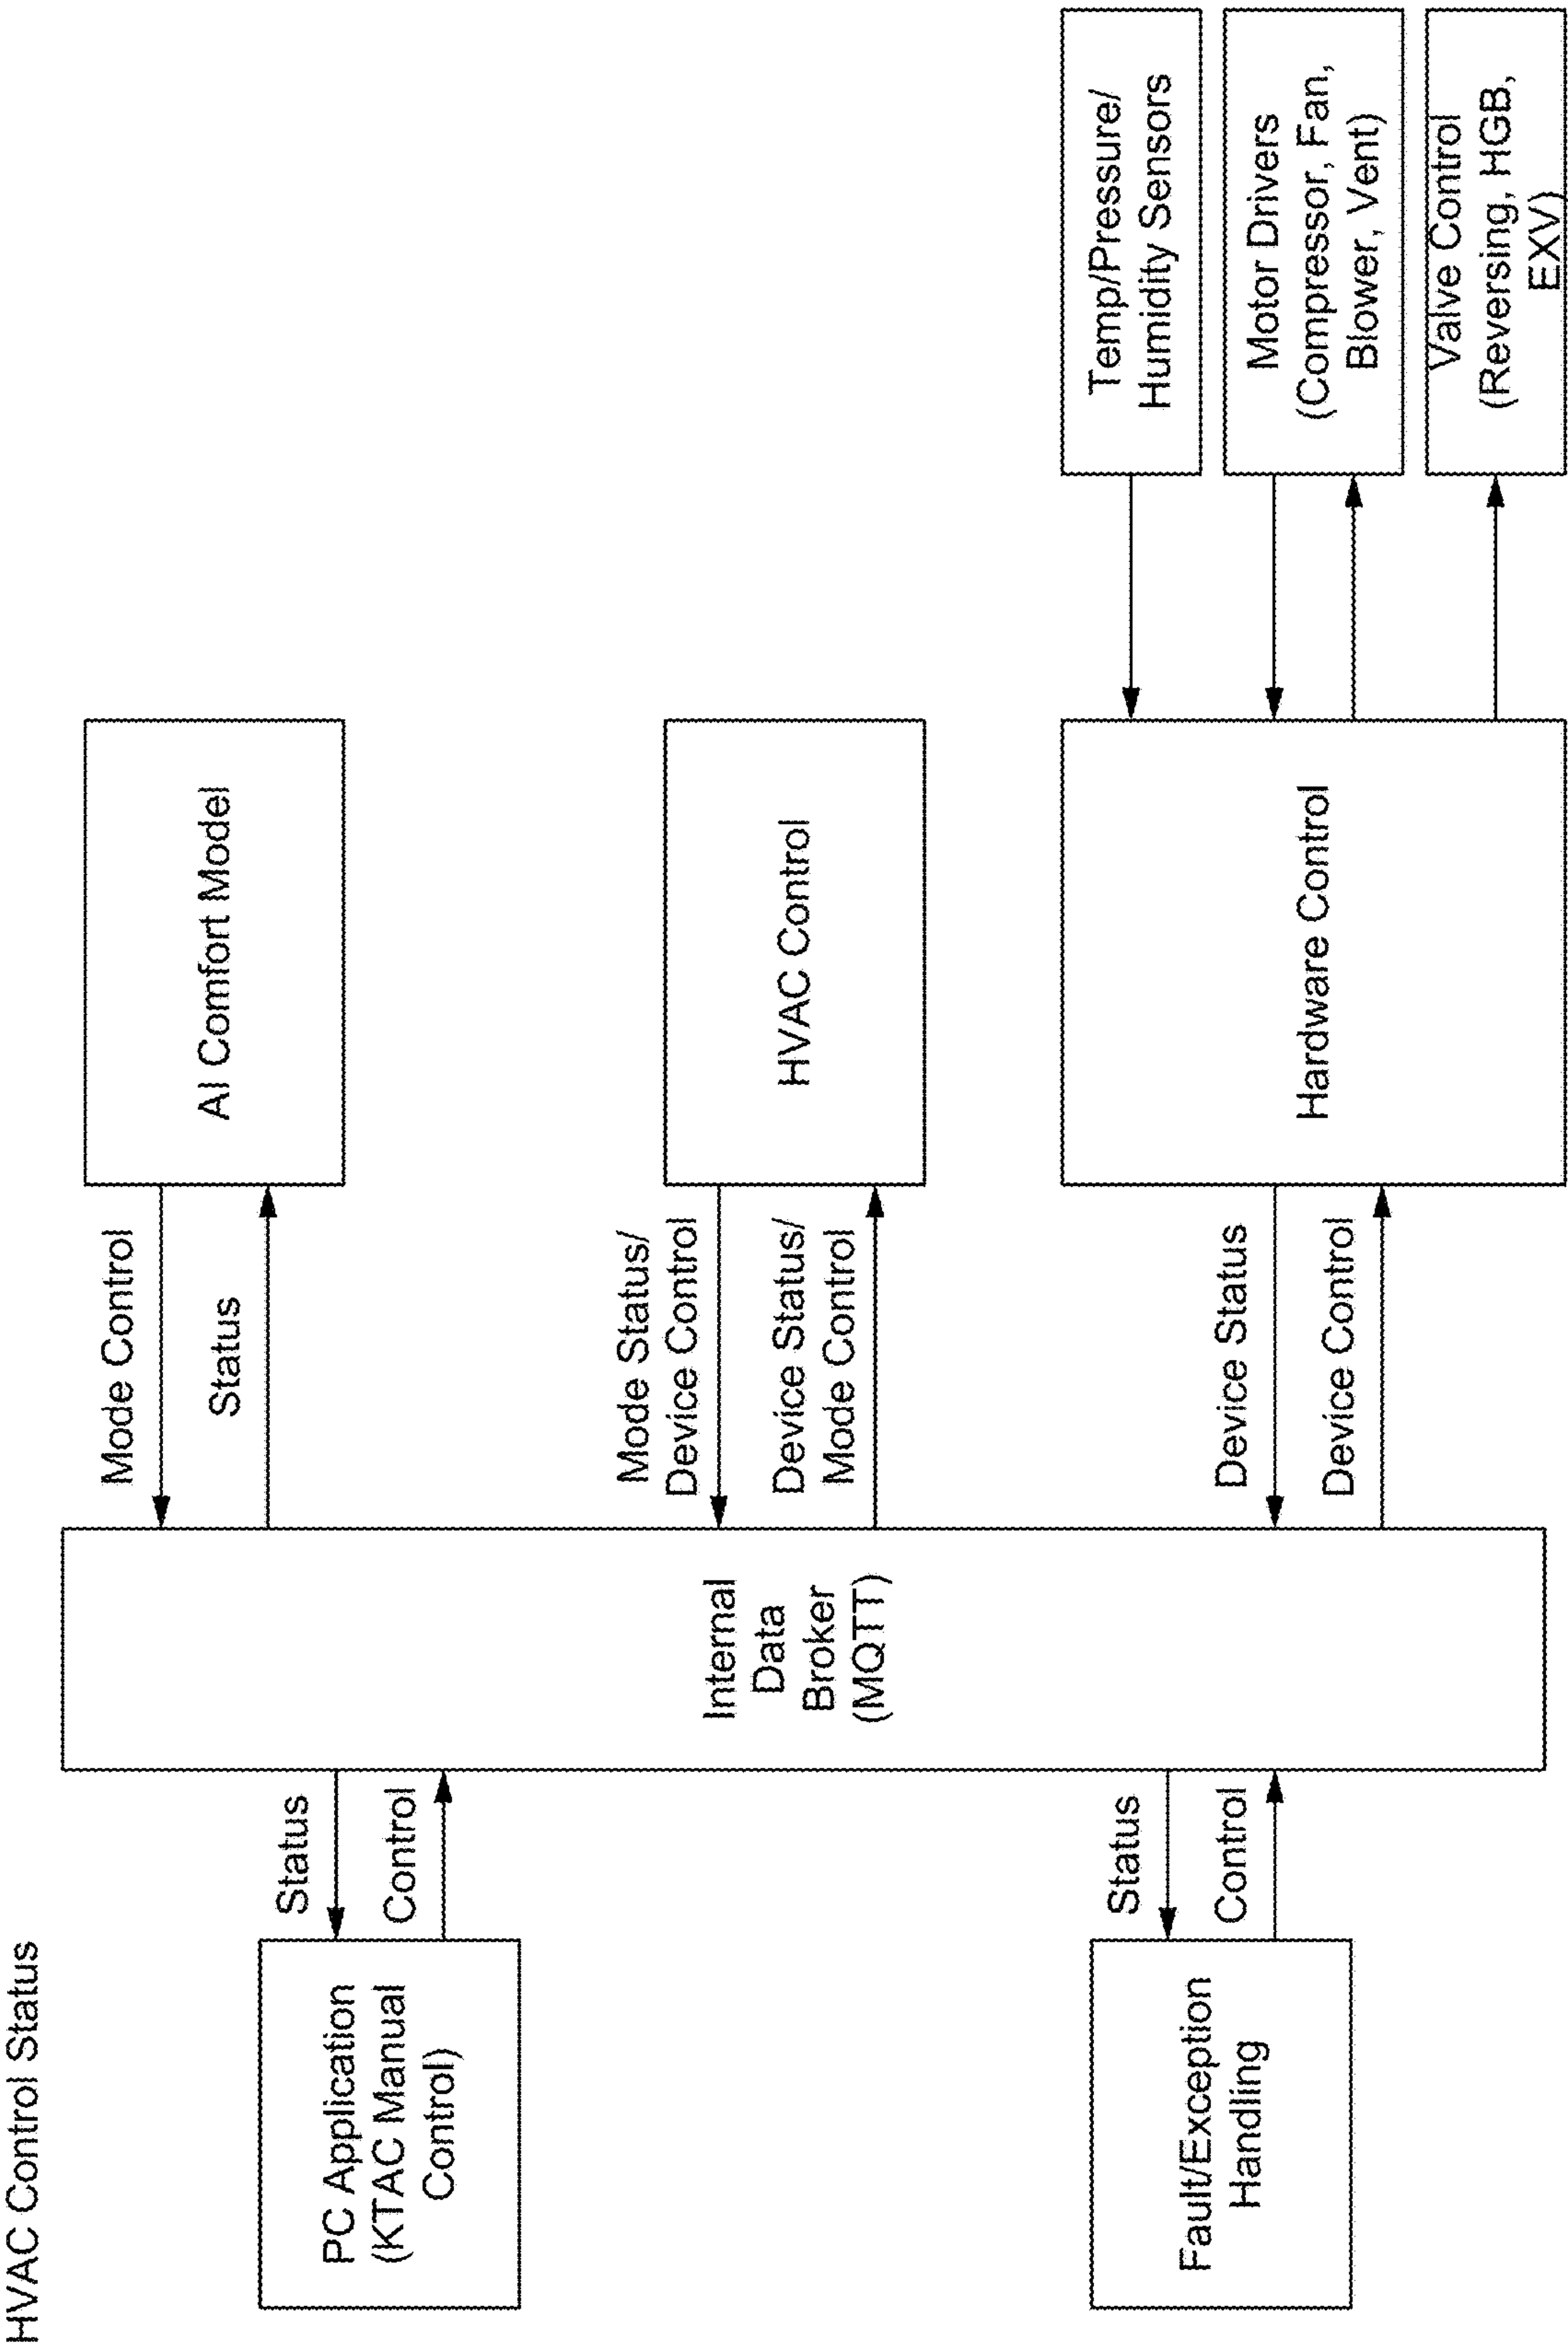 HVAC Control Status
PC Application
(KTAC Manual
Control)
Status
Control
Fault/Exception
Handling
Status
Control
Internal
Data
Broker
(MQTT)
Mode Control
Status
AI Comfort Model
Mode Status/
Device Control
Device Status/
Mode Control
HVAC Control
Device Status
Device Control
Hardware Control
Temp/Pressure/
Humidity Sensors
Motor Drivers
(Compressor, Fan,
Blower, Vent)
Valve Control
(Reversing, HGB,
EXV)